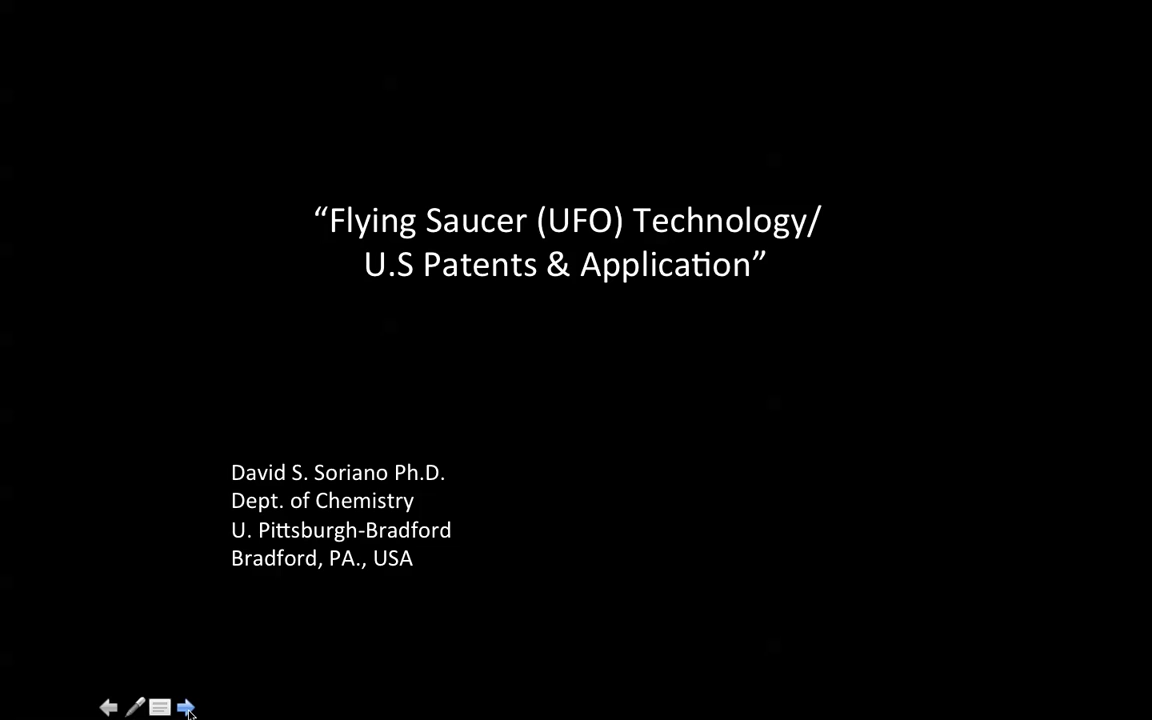 “Flying Saucer (UFO) Technology/
U.S Patents & Application”
David S. Soriano Ph.D.
Dept. of Chemistry
U. Pittsburgh-Bradford
Bradford, PA., USA